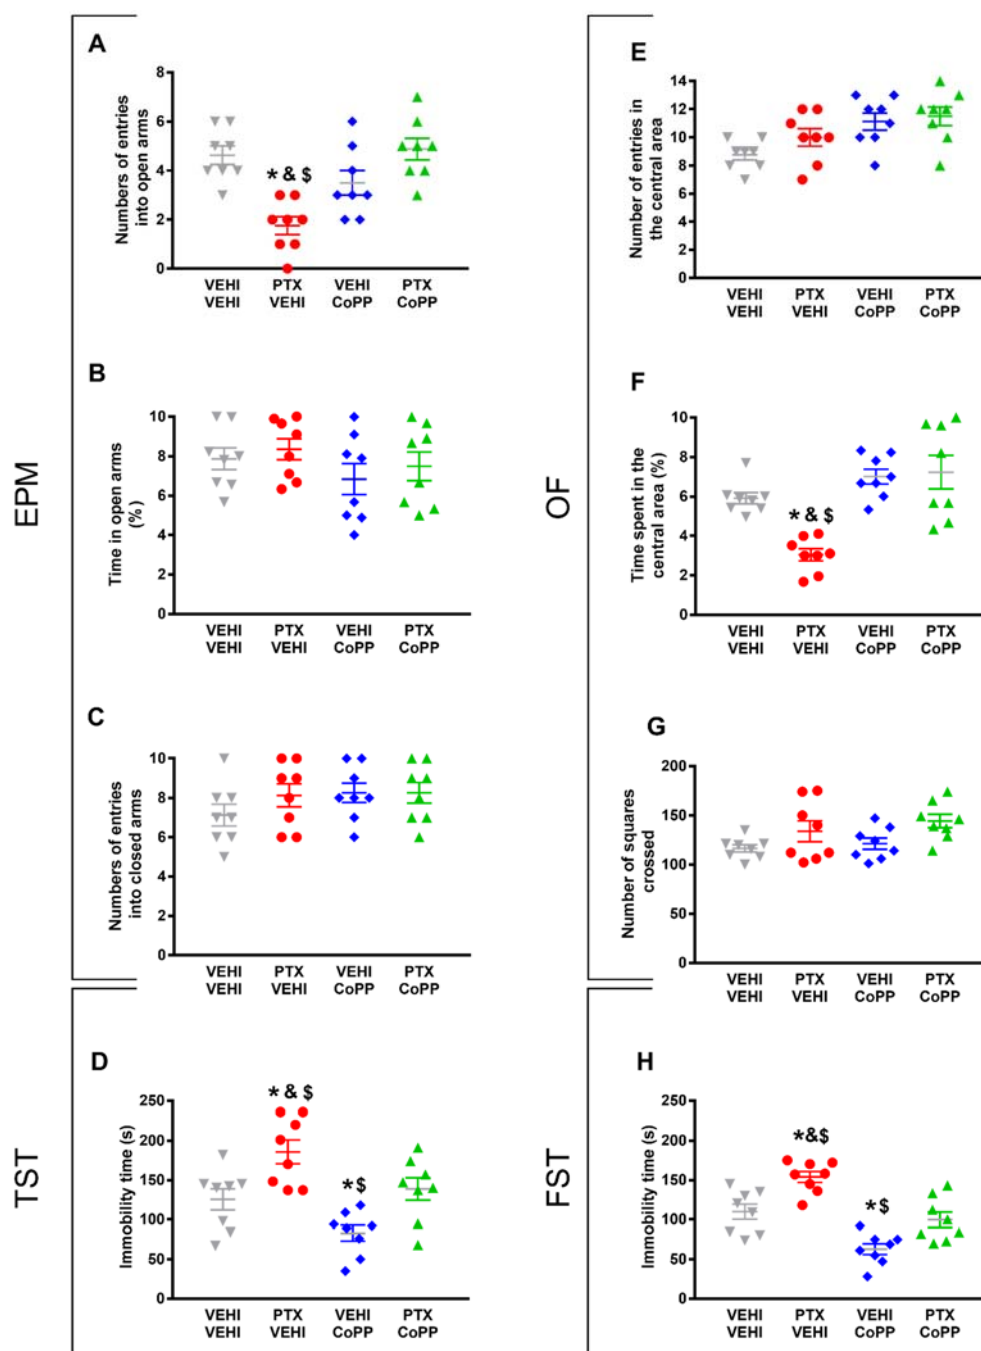 EPM
A
Numbers of entries
into open arms
8
6
4
2
0
* & $
VEHI PTX VEHI PTX
VEHI VEHI CoPP CoPP
B
Time in open arms
(%)
10
8
6
4
2
0
VEHI PTX VEHI PTX
VEHI VEHI CoPP CoPP
C
Numbers of entries
into closed arms
10
8
6
4
2
0
VEHI PTX VEHI PTX
VEHI VEHI CoPP CoPP
TST
D
Immobility time (s)
250
200
150
100
50
0
* & $
*$
VEHI PTX VEHI PTX
VEHI VEHI CoPP CoPP
OF
E
Number of entries in
the central area
14
12
10
8
6
4
2
0
VEHI PTX VEHI PTX
VEHI VEHI CoPP CoPP
F
Time spent in the
central area (%)
10
8
6
4
2
0
* & $
VEHI PTX VEHI PTX
VEHI VEHI CoPP CoPP
G
Number of squares
crossed
200
150
100
50
0
VEHI PTX VEHI PTX
VEHI VEHI CoPP CoPP
FST
H
Immobility time (s)
250
200
150
100
50
0
*&$
*$
VEHI PTX VEHI PTX
VEHI VEHI CoPP CoPP